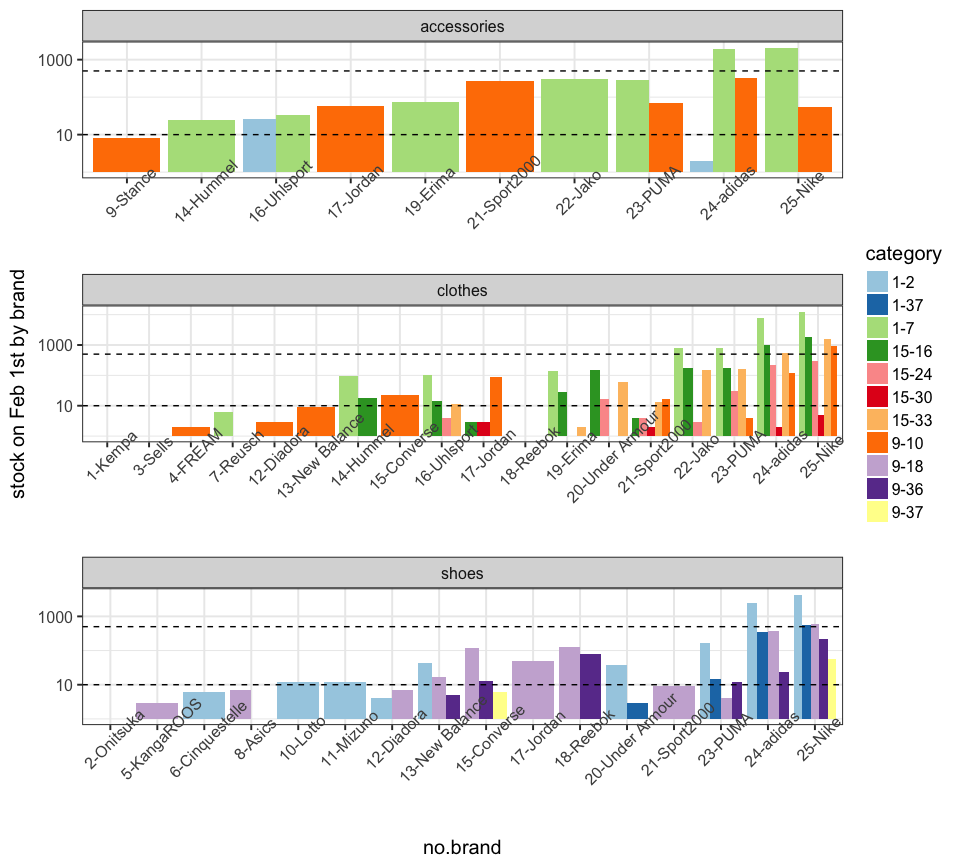 accessories
1000
10
9-Stance
14-Hummel
16-Uhlsport
17-Jordan
19-Erima
21-Sport2000
22-Jako
23-PUMA
24-adidas
25-Nike
stock on Feb 1st by brand
clothes
1000
10
1-Kempa
3-Sells
4-FREAM
7-Reusch
12-Diadora
13-New Balance
14-Hummel
15-Converse
16-Uhlsport
17-Jordan
18-Reebok
19-Erima
20-Under Armour
21-Sport2000
22-Jako
23-PUMA
24-adidas
25-Nike
shoes
1000
10
2-Onitsuka
5-KangaROOS
6-Cinquestelle
8-Asics
10-Lotto
11-Mizuno
12-Diadora
13-New Balance
15-Converse
17-Jordan
18-Reebok
20-Under Armour
21-Sport2000
23-PUMA
24-adidas
25-Nike
no.brand
category
1-2
1-37
1-7
15-16
15-24
15-30
15-33
9-10
9-18
9-36
9-37